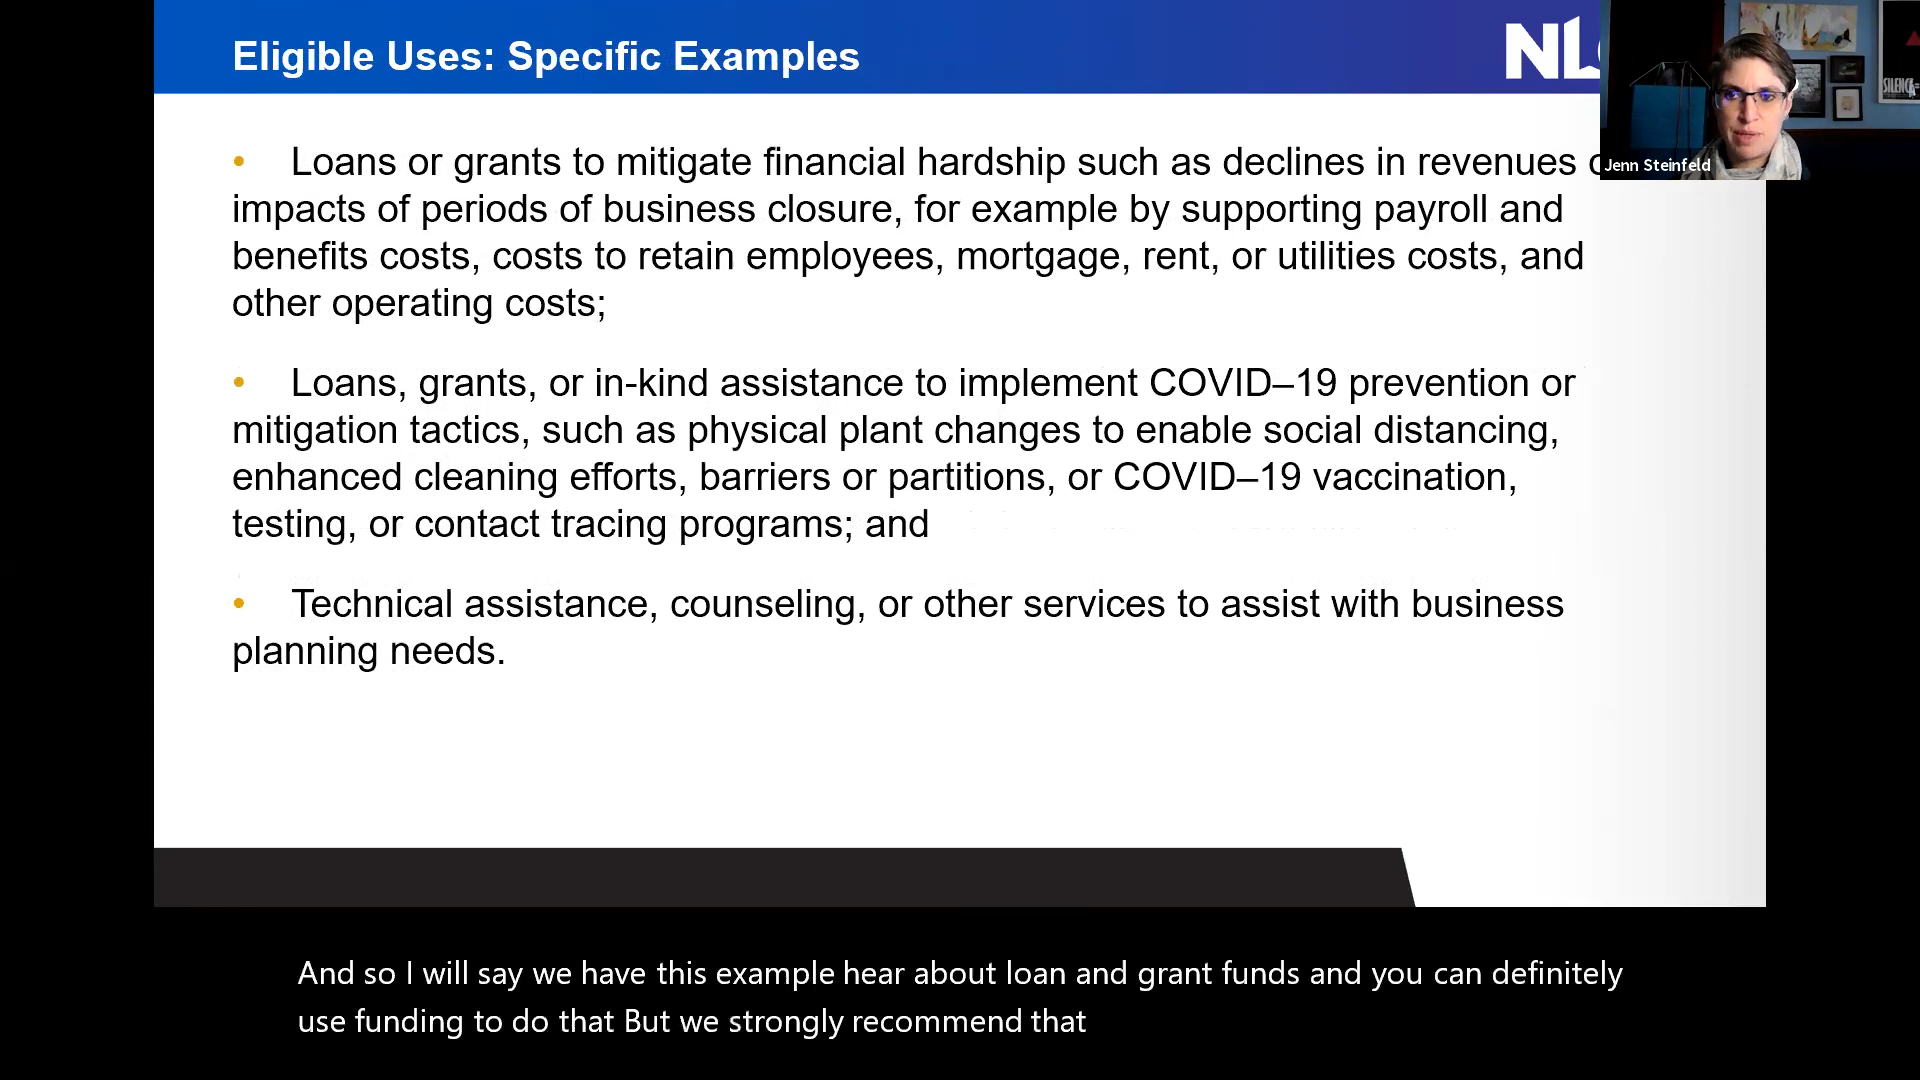 Eligible Uses: Specific Examples
NL
SILENCE
Jenn Steinfeld
• Loans or grants to mitigate financial hardship such as declines in revenues
impacts of periods of business closure, for example by supporting payroll and
benefits costs, costs to retain employees, mortgage, rent, or utilities costs, and
other operating costs;
• Loans, grants, or in-kind assistance to implement COVID–19 prevention or
mitigation tactics, such as physical plant changes to enable social distancing,
enhanced cleaning efforts, barriers or partitions, or COVID–19 vaccination,
testing, or contact tracing programs; and
• Technical assistance, counseling, or other services to assist with business
planning needs.
And so I will say we have this example hear about loan and grant funds and you can definitely
use funding to do that But we strongly recommend that